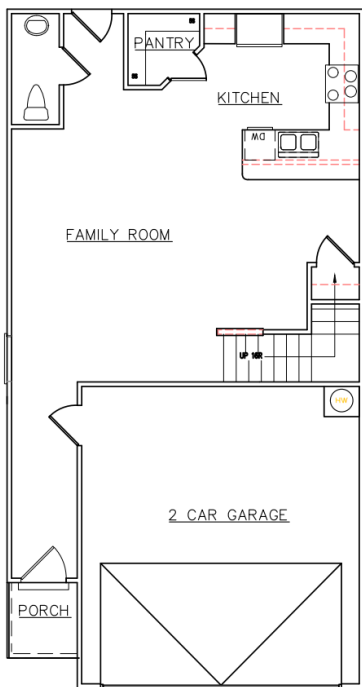 PANTRY
KITCHEN
DW
FAMILY ROOM
UP 16R
HW
2 CAR GARAGE
PORCH